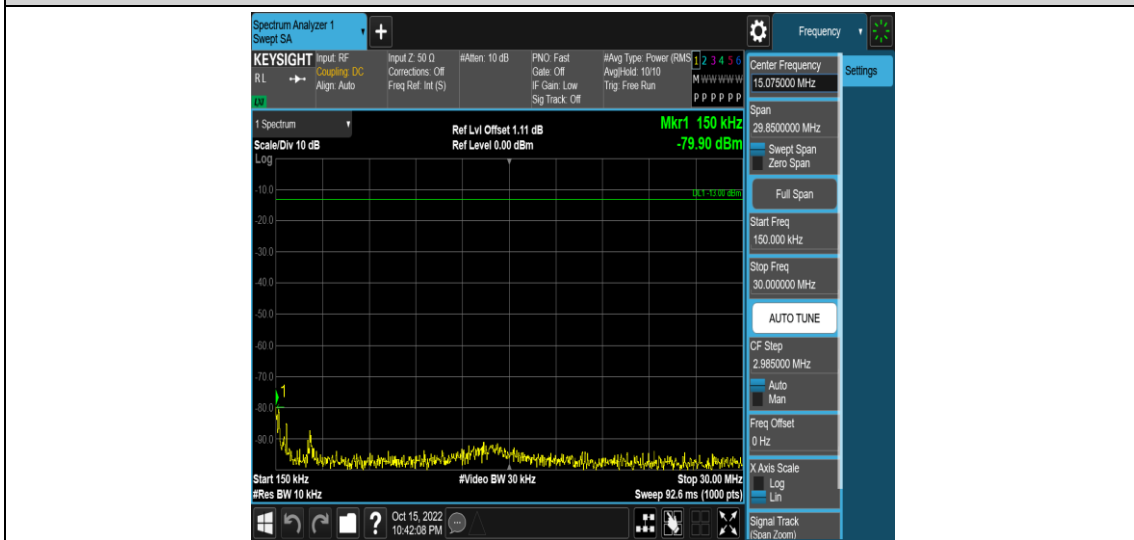 Spectrum Analyzer 1
Swept SA
+
Frequency
KEYSIGHT
RL
LXI
Input: RF
Coupling: DC
Align: Auto
Input Z: 50 Ω
Corrections: Off
Freq Ref: Int (S)
#Atten: 10 dB
PNO: Fast
Gate: Off
IF Gain: Low
Sig Track: Off
#Avg Type: Power (RMS
Avg|Hold: 10/10
Trig: Free Run
1 2 3 4 5 6
M W W W W W
P P P P P P
Center Frequency
15.075000 MHz
Settings
Span
29.8500000 MHz
Swept Span
Zero Span
Full Span
Start Freq
150.000 kHz
Stop Freq
30.000000 MHz
AUTO TUNE
CF Step
2.985000 MHz
Auto
Man
Freq Offset
0 Hz
X Axis Scale
Log
Lin
Signal Track
(Span Zoom)
1 Spectrum
Scale/Div 10 dB
Log
Ref Lvl Offset 1.11 dB
Ref Level 0.00 dBm
Mkr1 150 kHz
-79.90 dBm
DL1 -13.00 dBm
-10.0
-20.0
-30.0
-40.0
-50.0
-60.0
-70.0
1
-80.0
-90.0
Start 150 kHz
#Res BW 10 kHz
#Video BW 30 kHz
Stop 30.00 MHz
Sweep 92.6 ms (1000 pts)
?
Oct 15, 2022
10:42:08 PM